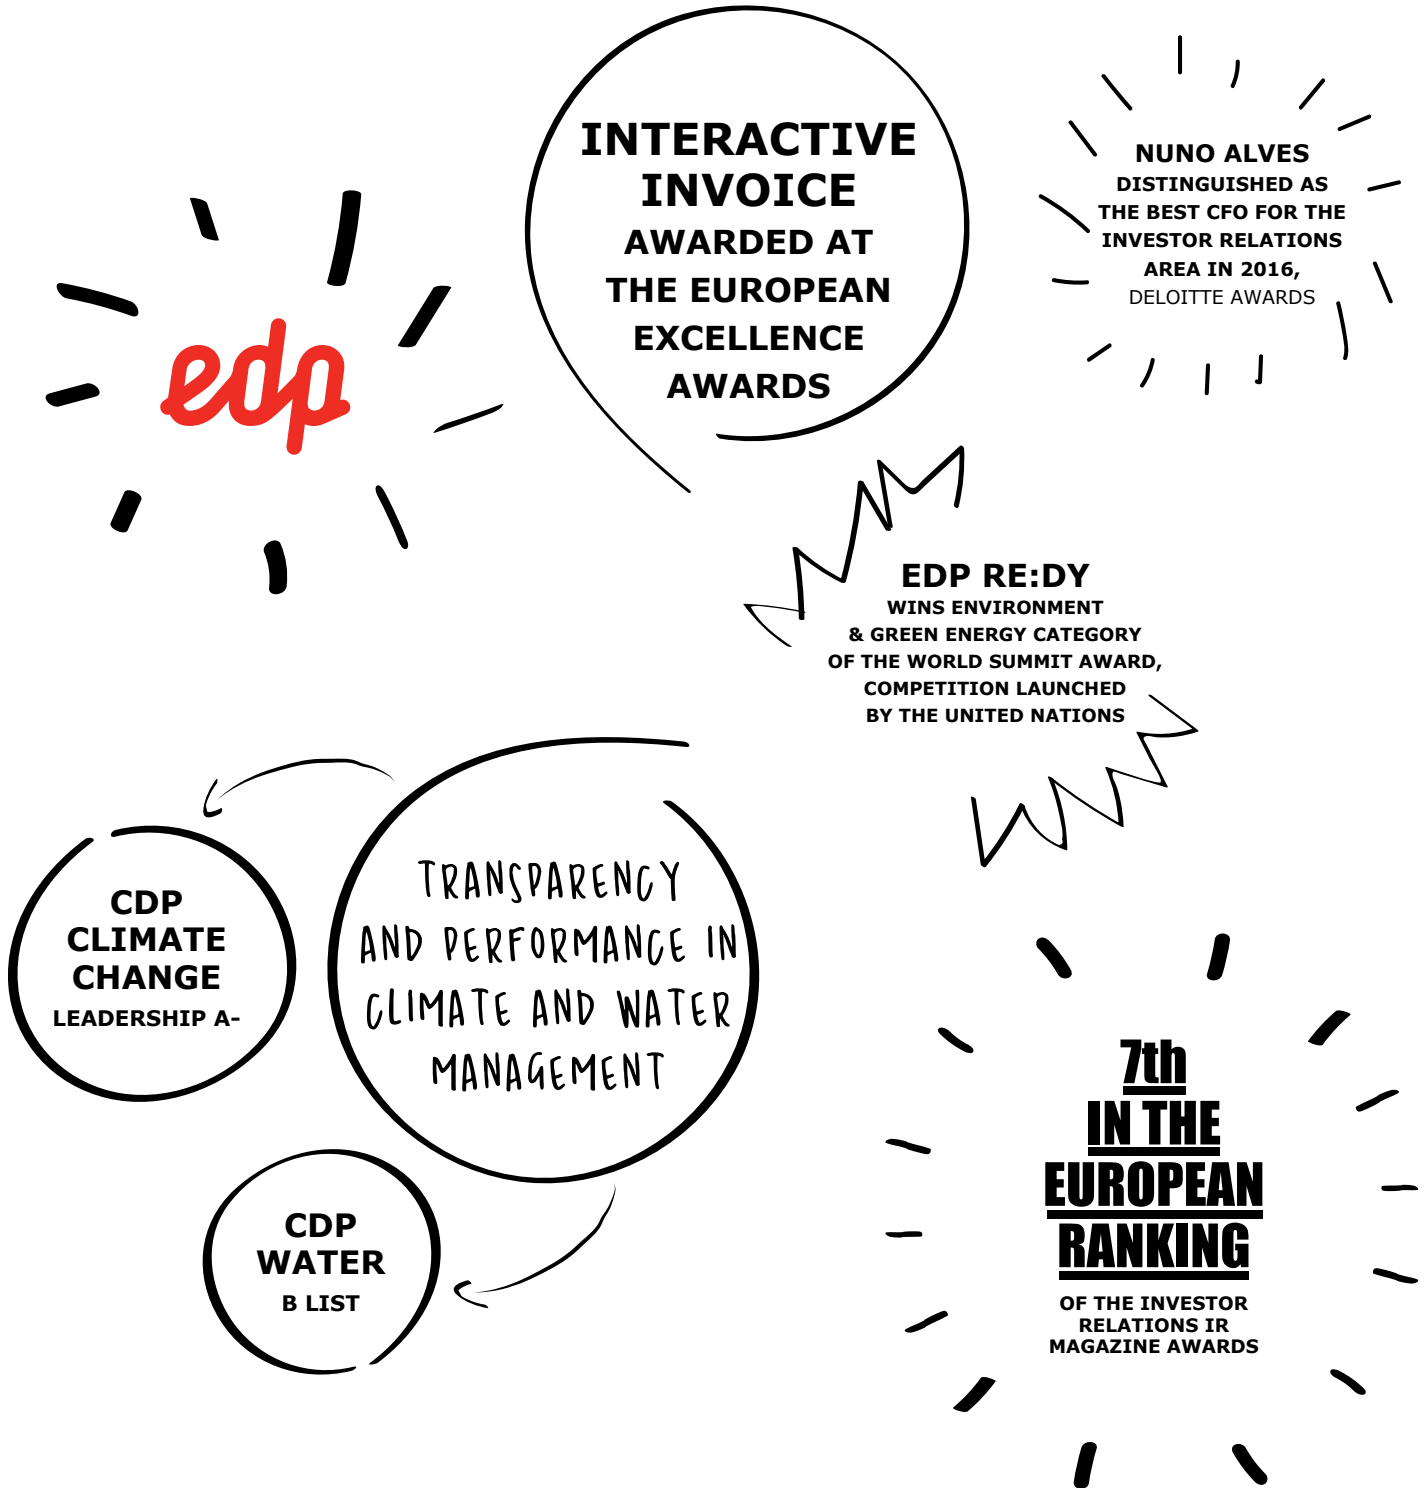 edp
INTERACTIVE
INVOICE
AWARDED AT
THE EUROPEAN
EXCELLENCE
AWARDS
NUNO ALVES
DISTINGUISHED AS
THE BEST CFO FOR THE
INVESTOR RELATIONS
AREA IN 2016,
DELOITTE AWARDS
EDP RE:DY
WINS ENVIRONMENT
& GREEN ENERGY CATEGORY
OF THE WORLD SUMMIT AWARD,
COMPETITION LAUNCHED
BY THE UNITED NATIONS
TRANSPARENCY
AND PERFORMANCE IN
CLIMATE AND WATER
MANAGEMENT
CDP
CLIMATE
CHANGE
LEADERSHIP A-
CDP
WATER
B LIST
7th
IN THE
EUROPEAN
RANKING
OF THE INVESTOR
RELATIONS IR
MAGAZINE AWARDS